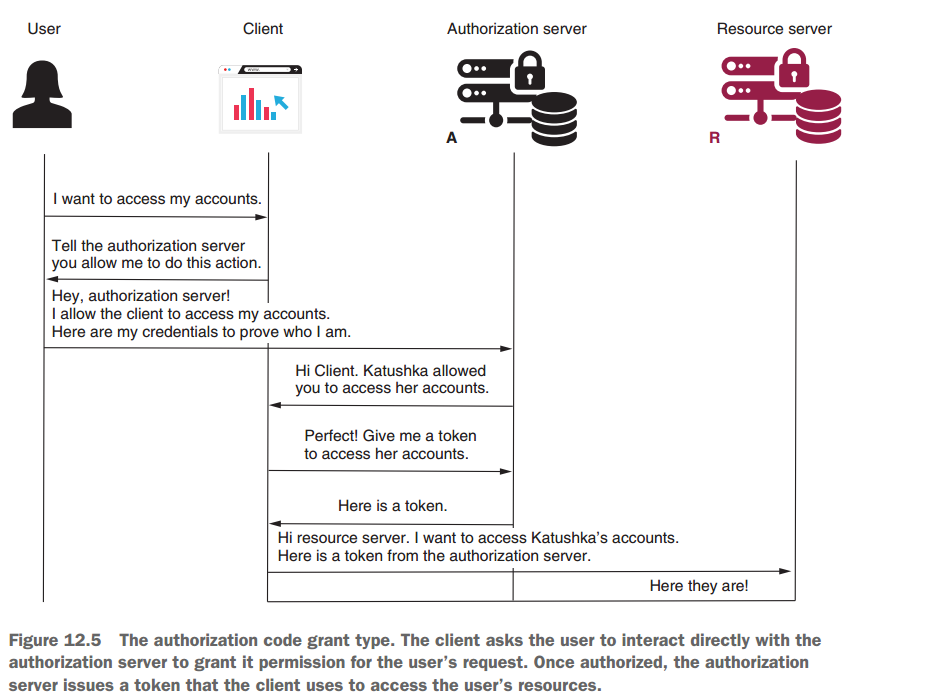 User
Client
Authorization server
Resource server
www.
A
R
I want to access my accounts.
Tell the authorization server
you allow me to do this action.
Hey, authorization server!
I allow the client to access my accounts.
Here are my credentials to prove who I am.
Hi Client. Katushka allowed
you to access her accounts.
Perfect! Give me a token
to access her accounts.
Here is a token.
Hi resource server. I want to access Katushka’s accounts.
Here is a token from the authorization server.
Here they are!
Figure 12.5 The authorization code grant type. The client asks the user to interact directly with the
authorization server to grant it permission for the user’s request. Once authorized, the authorization
server issues a token that the client uses to access the user’s resources.